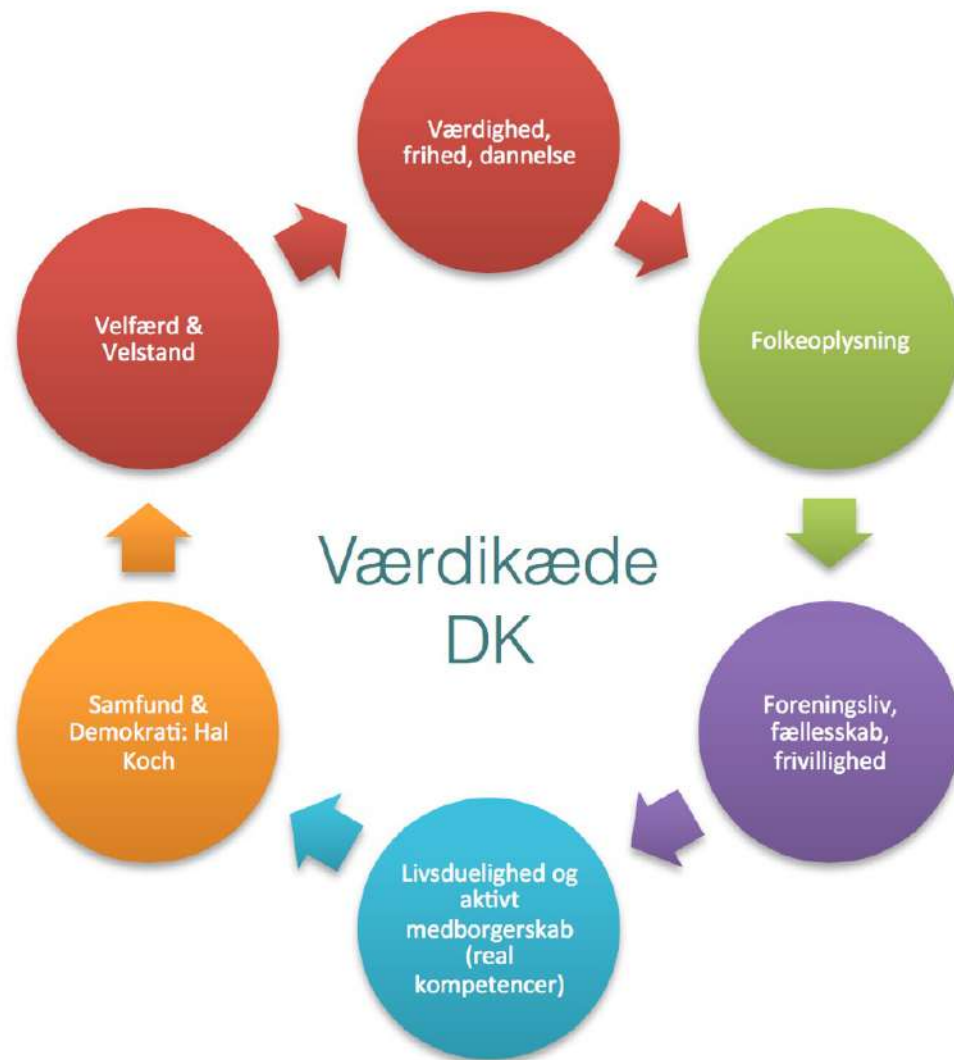 Værdighed,
frihed, dannelse
Folkeoplysning
Foreningsliv,
fællesskab,
frivillighed
Livsduelighed og
aktivt
medborgerskab
(real
kompetencer)
Samfund &
Demokrati: Hal
Koch
Velfærd &
Velstand
Værdikæde
DK